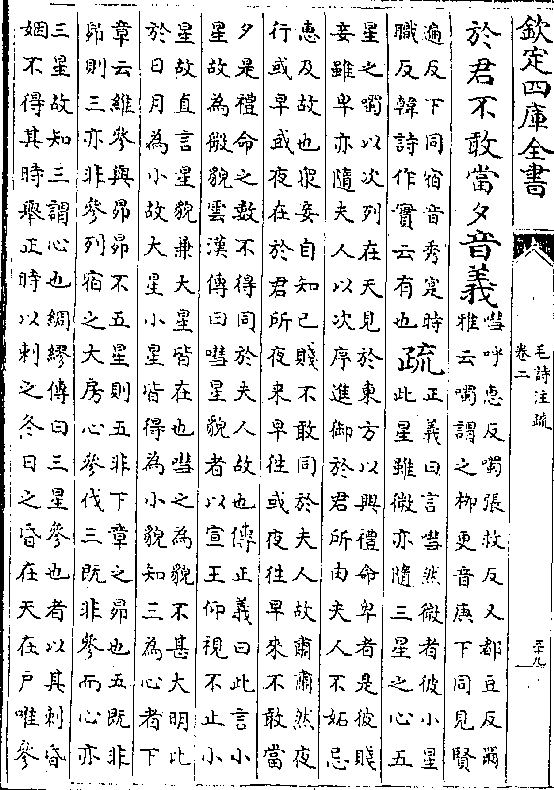 欽定四庫全書
毛詩注疏
卷二
於君不敢當夕音義
嘒呼惠反噣張救反又都豆反爾
雅云噣謂之栁更音庚下同見賢
遍反下同宿音秀寔時
職反韓詩作實云有也
疏
正義曰言嘒然微者彼小星
此星雖微亦隨三星之心五
星之噣以次列在天見於東方以興禮命卑者是彼賤
妾雖卑亦隨夫人以次序進御於君所由夫人不妬忌
惠及故也衆妾自知己賤不敢同於夫人故肅肅然夜
行或早或夜在於君所夜來早往或夜往早來不敢當
夕是禮命之數不得同於夫人故也傳正義曰此言小
星故為微貌雲漢傳曰嘒星貌者以宣王仰視不止小
星故直言星貌兼大星皆在也嘒之為貌不甚大明此
於日月為小故大星小星皆得為小貌知三為心者下
章云維參與昴昴不五星則五非下章之昴也五既非
昴則三亦非參列宿之大房心參伐三既非參而心亦
三星故知三謂心也綢繆傳曰三星參也者以其刺昏
姻不得其時舉正時以刺之冬日之昏在天在戶唯參